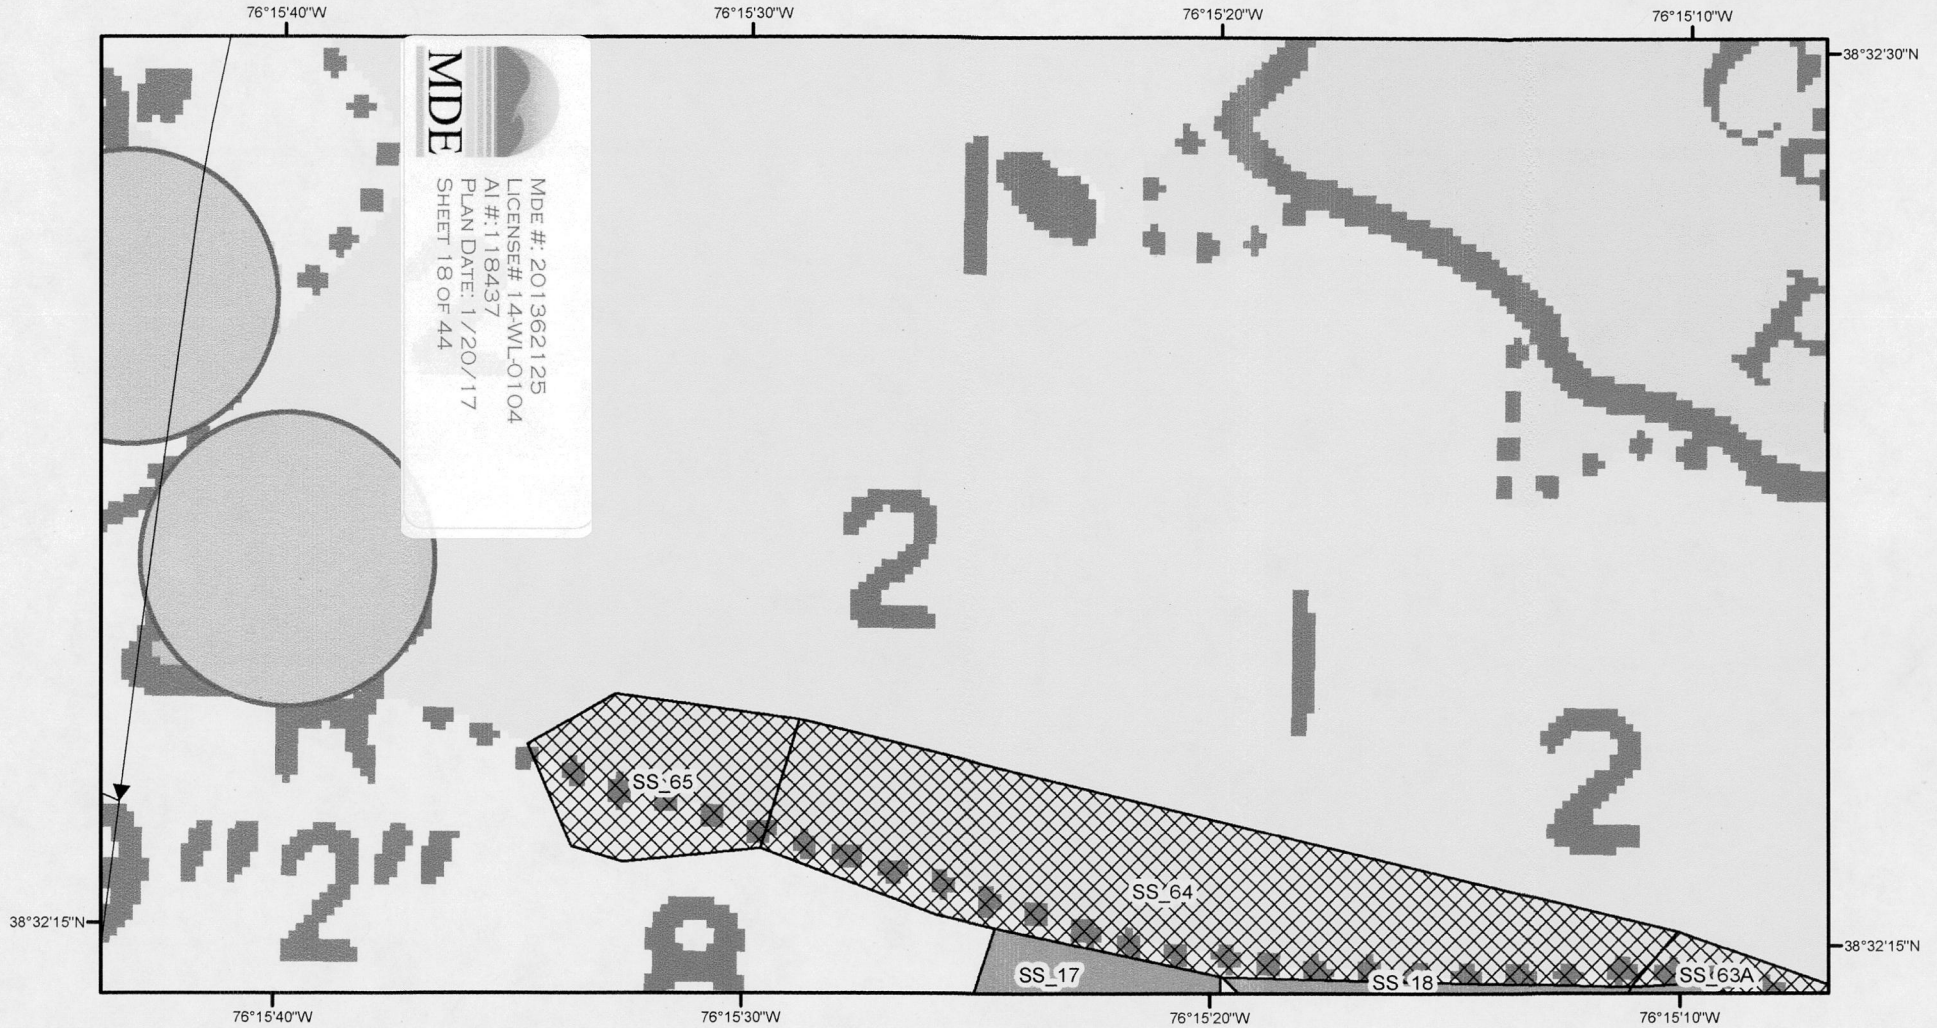 76°15'40"W
76°15'30"W
76°15'20"W
76°15'10"W
38°32'30"N
MDE
MDE #: 201362125
LICENSE# 14-WL-0104
AI #:118437
PLAN DATE: 1/20/17
SHEET 18 OF 44
2
1
2
SS_65
SS_64
"2"
8
SS_17
SS_18
SS_63A
38°32'15"N
38°32'15"N
76°15'40"W
76°15'30"W
76°15'20"W
76°15'10"W